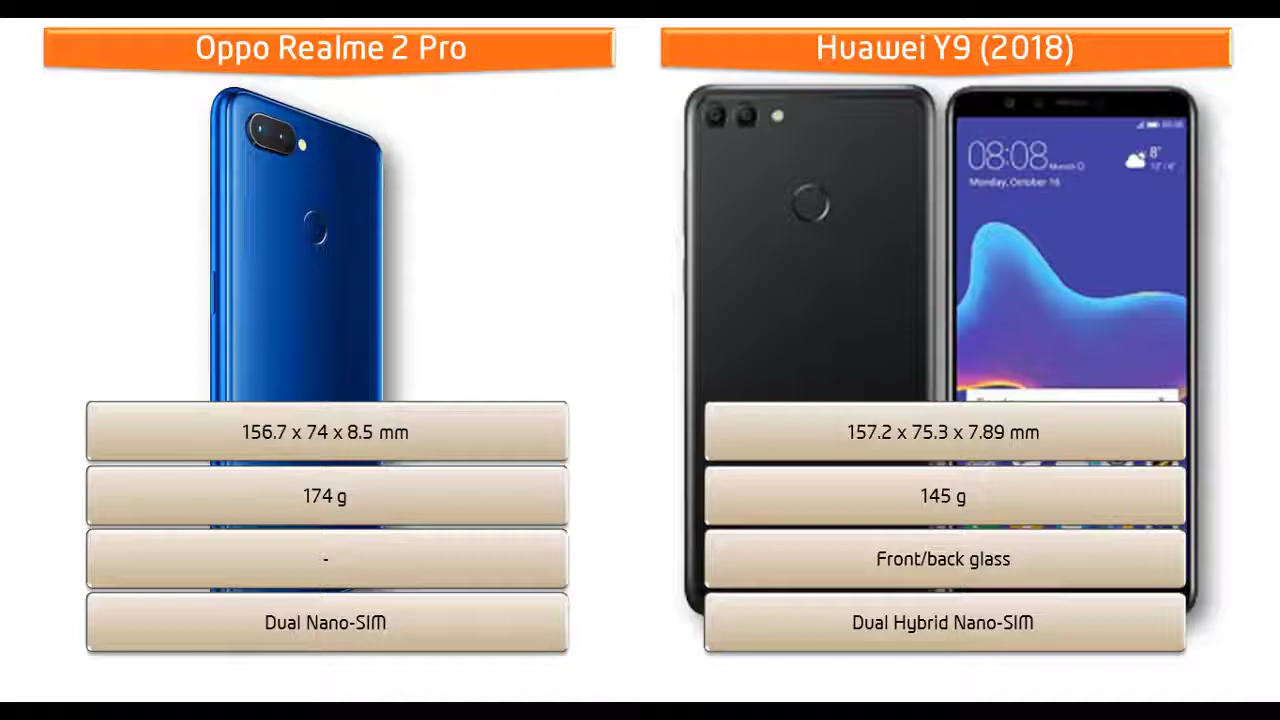 Oppo Realme 2 Pro
Huawei Y9 (2018)
08:08
8°
Monday, October 16
156.7 x 74 x 8.5 mm
157.2 x 75.3 x 7.89 mm
174 g
145 g
-
Front/back glass
Dual Nano-SIM
Dual Hybrid Nano-SIM